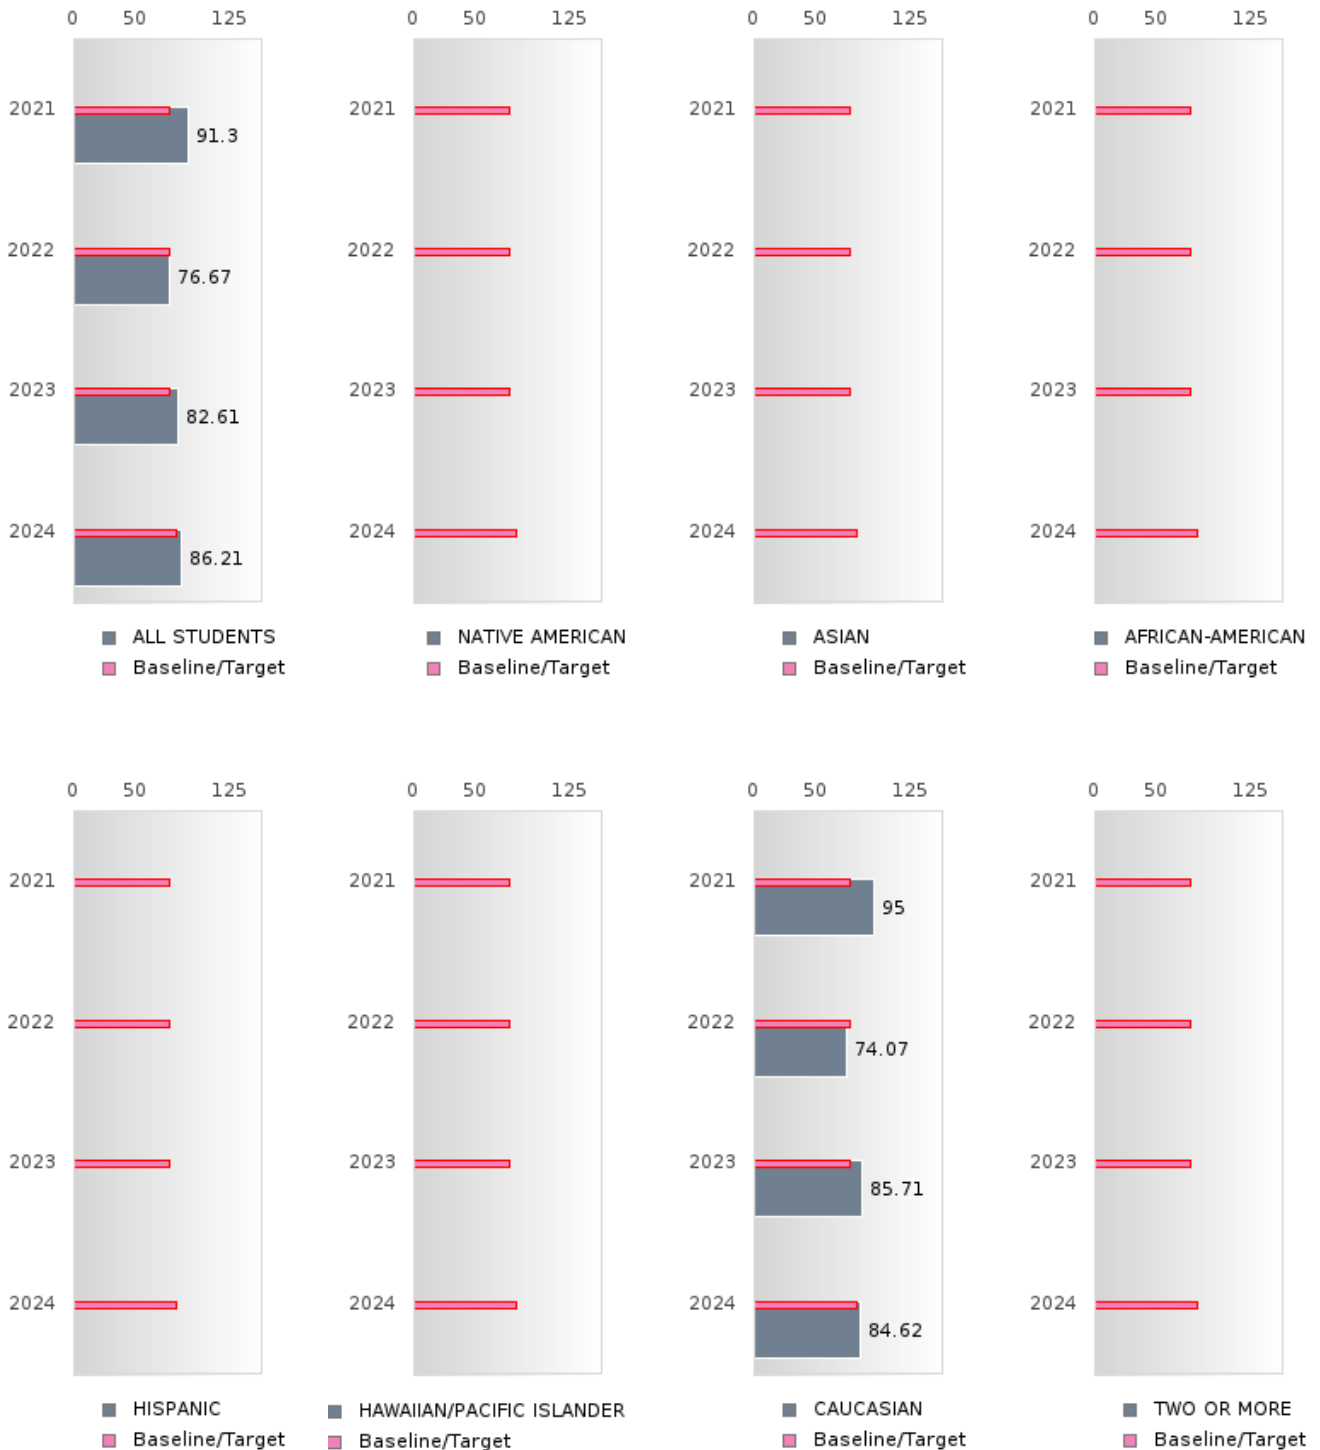 0 50 125 0 50 125 0 50 125 0 50 125
2021 91.3 2021 2021 2021
2022 76.67 2022 2022 2022
2023 82.61 2023 2023 2023
2024 86.21 2024 2024 2024
ALL STUDENTS NATIVE AMERICAN ASIAN AFRICAN-AMERICAN
Baseline/Target Baseline/Target Baseline/Target Baseline/Target
0 50 125 0 50 125 0 50 125 0 50 125
2021 2021 2021 95 2021
2022 2022 2022 74.07 2022
2023 2023 2023 85.71 2023
2024 2024 2024 84.62 2024
HISPANIC HAWAIIAN/PACIFIC ISLANDER CAUCASIAN TWO OR MORE
Baseline/Target Baseline/Target Baseline/Target Baseline/Target